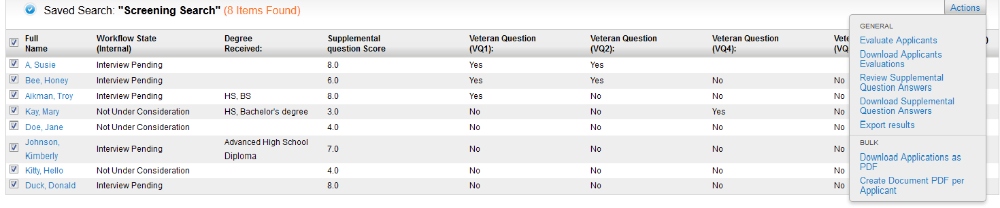 Saved Search: "Screening Search" (8 Items Found)
Actions
Full Name Workflow State (Internal) Degree Received: Supplemental question Score Veteran Question (VQ1): Veteran Question (VQ2): Veteran Question (VQ4):
A, Susie Interview Pending 8.0 Yes Yes
Bee, Honey Interview Pending 6.0 Yes Yes No No
Aikman, Troy Interview Pending HS, BS 8.0 Yes No No No
Kay, Mary Not Under Consideration HS, Bachelor's degree 3.0 No No Yes No
Doe, Jane Not Under Consideration 4.0 No No No No
Johnson, Kimberly Interview Pending Advanced High School Diploma 7.0 No No No No
Kitty, Hello Not Under Consideration 4.0 No No No No
Duck, Donald Interview Pending 8.0 No No No No
GENERAL
Evaluate Applicants
Download Applicants
Evaluations
Review Supplemental
Question Answers
Download Supplemental
Question Answers
Export results
BULK
Download Applications as
PDF
Create Document PDF per
Applicant